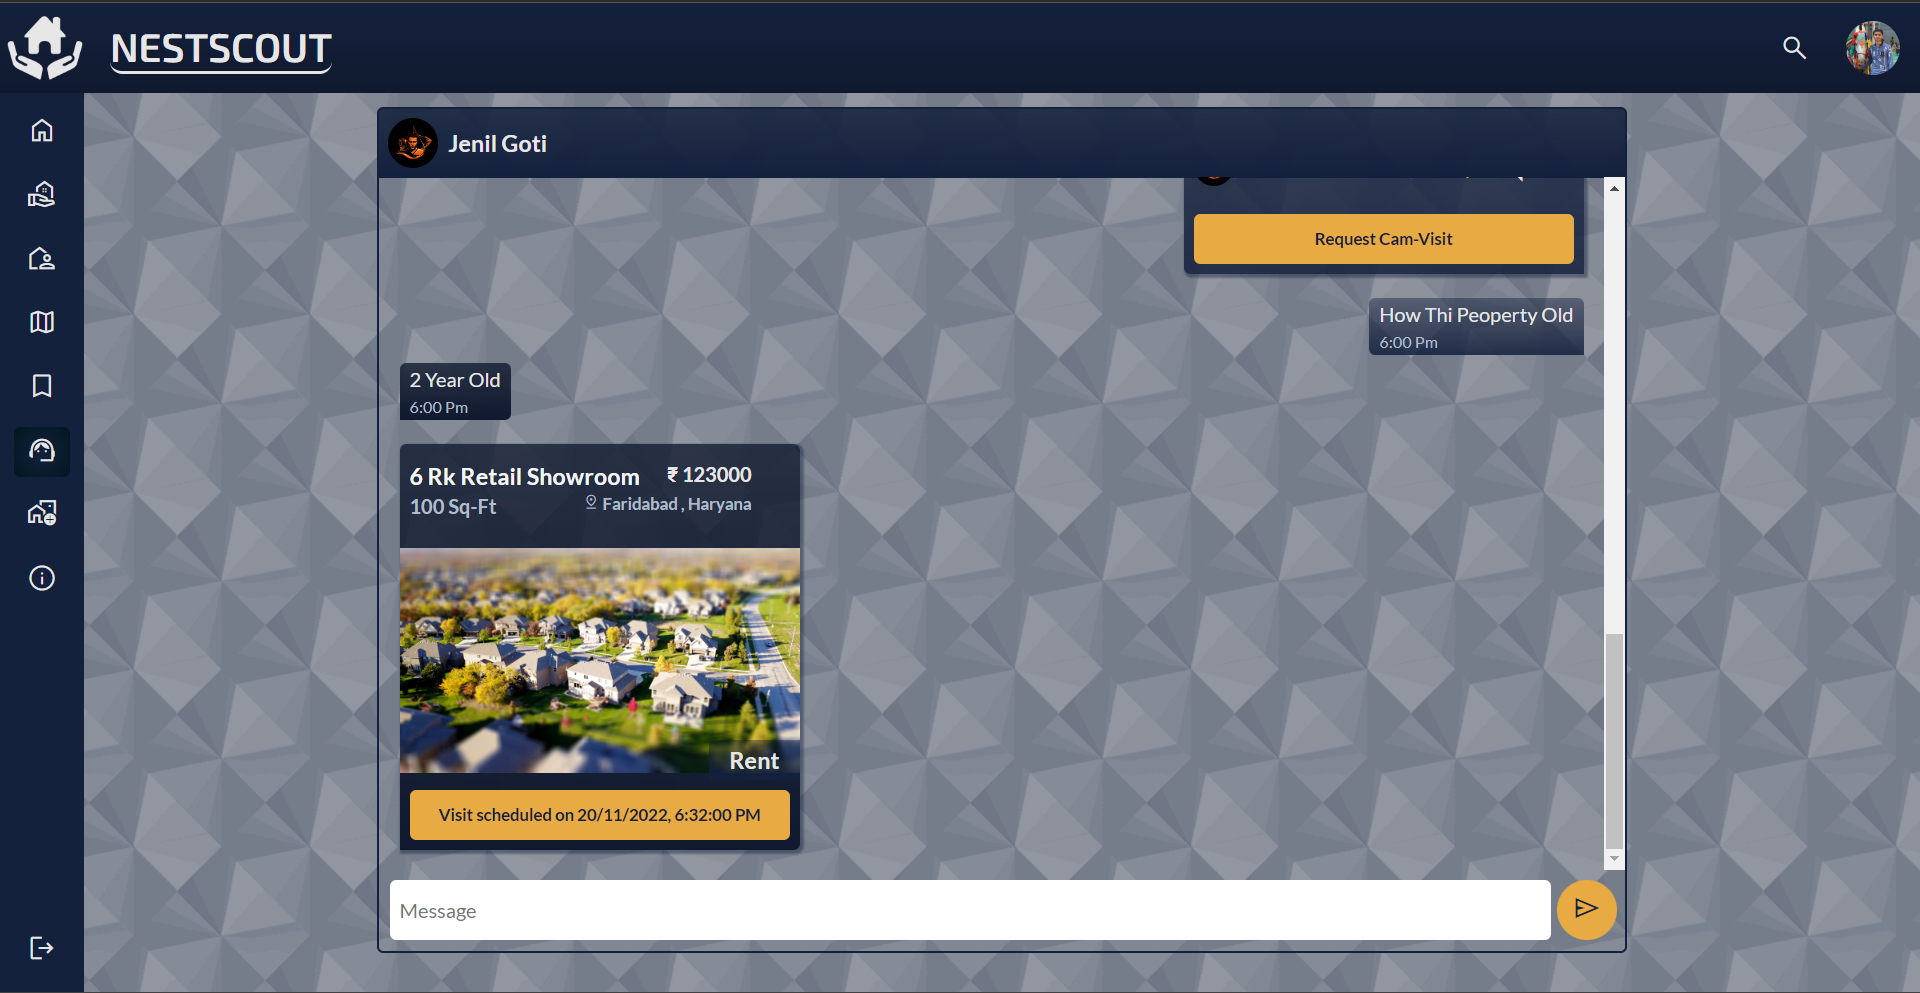 NESTSCOUT
Jenil Goti
Request Cam-Visit
How Thi Peoperty Old
6:00 Pm
2 Year Old
6:00 Pm
6 Rk Retail Showroom ₹ 123000
100 Sq-Ft Faridabad , Haryana
Rent
Visit scheduled on 20/11/2022, 6:32:00 PM
Message